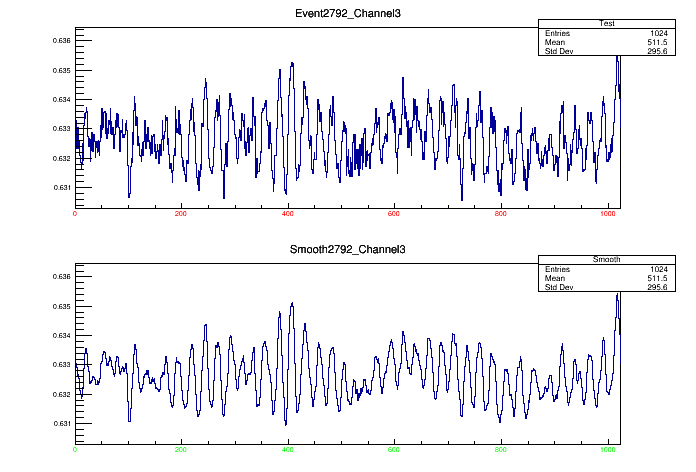 Event2792_Channel3
Test
Entries 1024
Mean 511.5
Std Dev 295.6
0.636
0.635
0.634
0.633
0.632
0.631
0 200 400 600 800 1000
Smooth2792_Channel3
Smooth
Entries 1024
Mean 511.5
Std Dev 295.6
0.636
0.635
0.634
0.633
0.632
0.631
0 200 400 600 800 1000